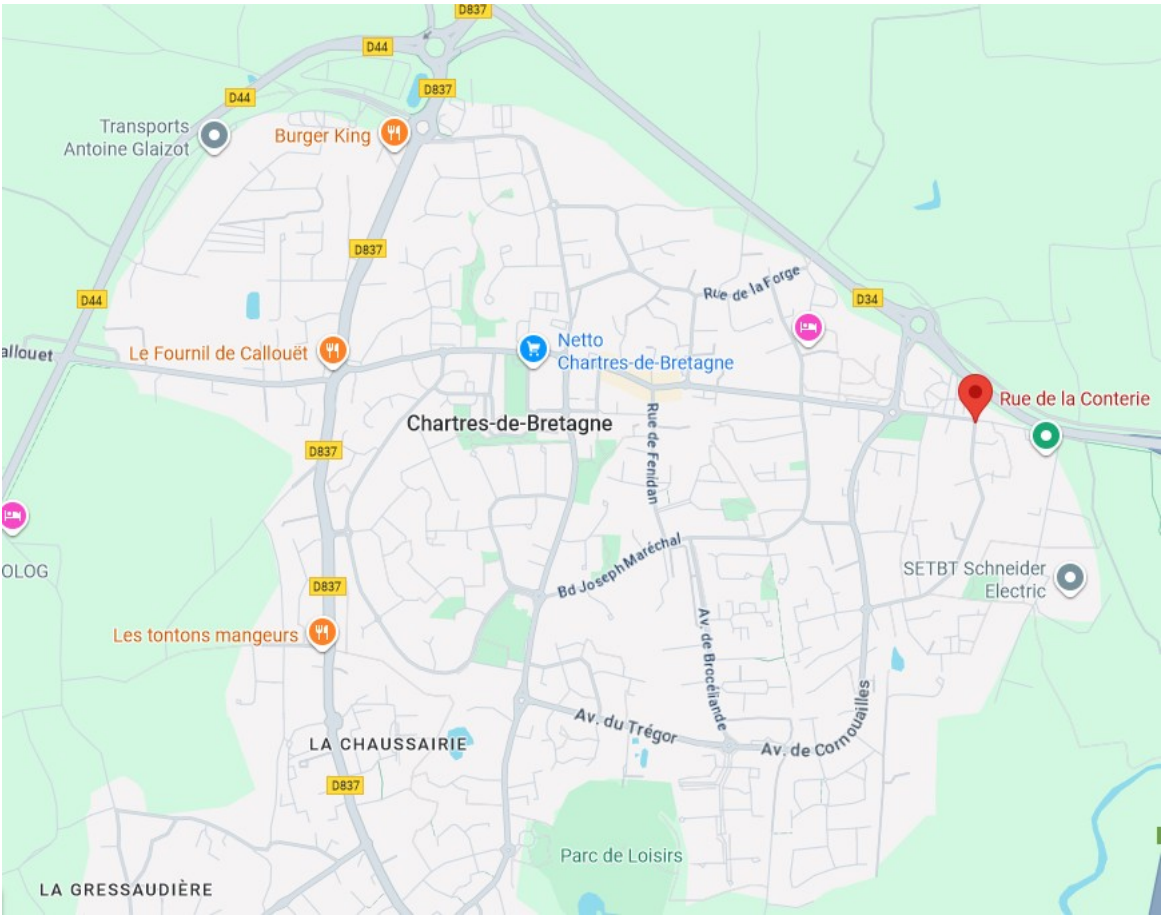 D837
D44
D837
D44
Transports
Antoine Glaizot
Burger King
D837
Rue de la Forge
D44
D34
allouet
Le Fournil de Callouët
Netto
Chartres-de-Bretagne
Rue de la Conterie
Chartres-de-Bretagne
Rue de Fenidan
D837
OLOG
Bd Joseph Maréchal
SETBT Schneider
Electric
D837
Les tontons mangeurs
Av. de Brocéliande
Av. du Trégor
Av. de Cornouailles
LA CHAUSSAIRIE
D837
Parc de Loisirs
LA GRESSAUDIÈRE